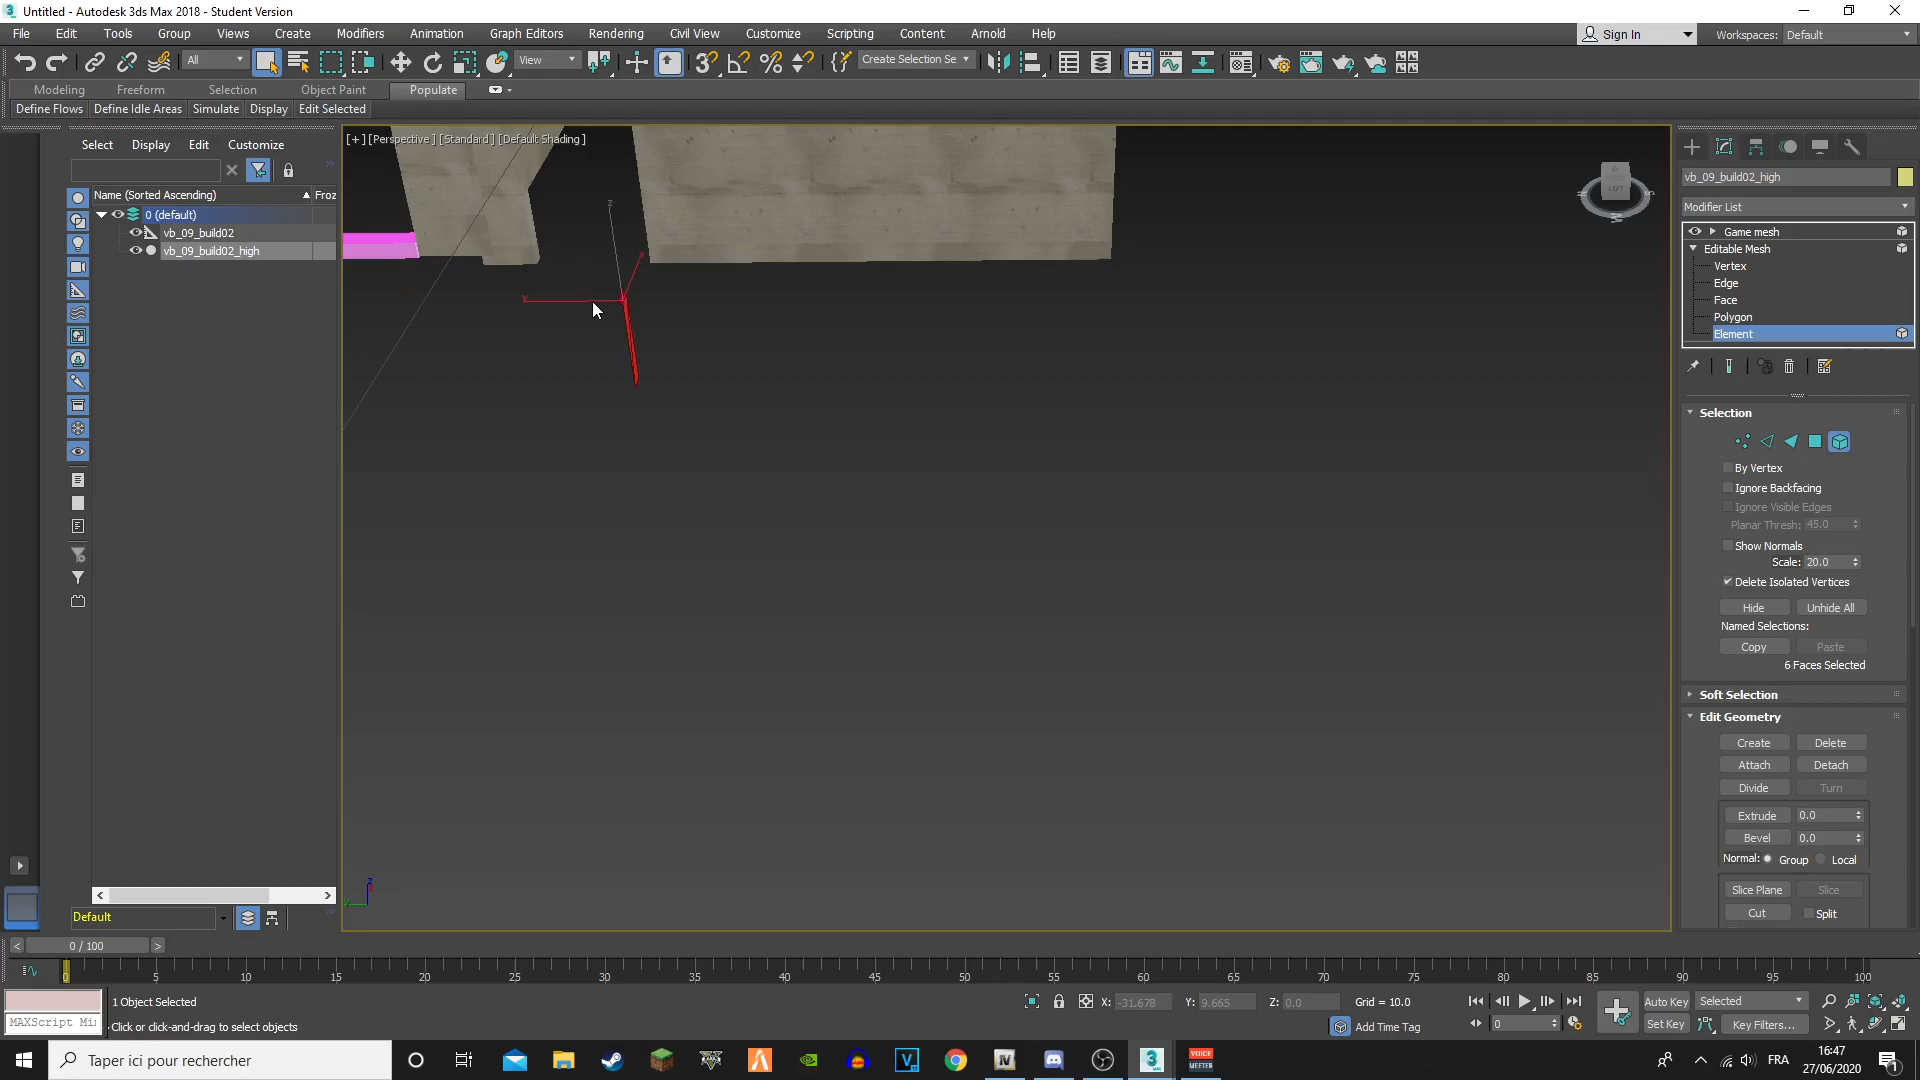 Untitled - Autodesk 3ds Max 2018 - Student Version
File Edit Tools Group Views Create Modifiers Animation Graph Editors Rendering Civil View Customize Scripting Content Arnold Help Sign In Workspaces: Default
All View Create Selection Se
Modeling Freeform Selection Object Paint Populate
Define Flows Define Idle Areas Simulate Display Edit Selected
Select Display Edit Customize
[+] [Perspective] [Standard] [Default Shading]
Name (Sorted Ascending) Froz
0 (default)
vb_09_build02
vb_09_build02_high
z
x
y
LEFT
W
vb_09_build02_high
Modifier List
Game mesh
Editable Mesh
Vertex
Edge
Face
Polygon
Element
Selection
By Vertex
Ignore Backfacing
Ignore Visible Edges
Planar Thresh: 45.0
Show Normals
Scale: 20.0
Delete Isolated Vertices
Hide Unhide All
Named Selections:
Copy Paste
6 Faces Selected
Soft Selection
Edit Geometry
Create Delete
Attach Detach
Divide Turn
Extrude 0.0
Bevel 0.0
Normal: Group Local
Slice Plane Slice
Cut Split
z
Default
< 0 / 100 >
0 5 10 15 20 25 30 35 40 45 50 55 60 65 70 75 80 85 90 95 100
1 Object Selected X: -31.678 Y: 9.665 Z: 0.0 Grid = 10.0 Auto Key Selected
MAXScript Mi Click or click-and-drag to select objects Add Time Tag 0 Set Key Key Filters...
Taper ici pour rechercher FRA 16:47
27/06/2020
VOICE
MEETER